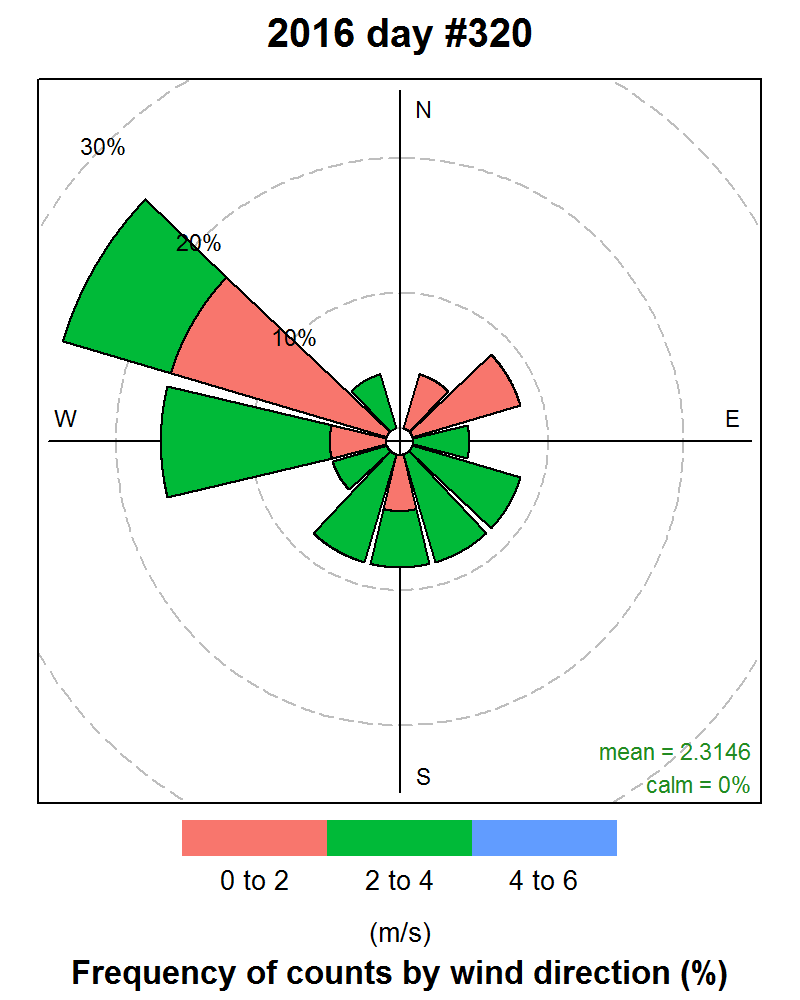 2016 day #320
N
30%
20%
10%
W
E
S
mean = 2.3146
calm = 0%
0 to 2 2 to 4 4 to 6
(m/s)
Frequency of counts by wind direction (%)